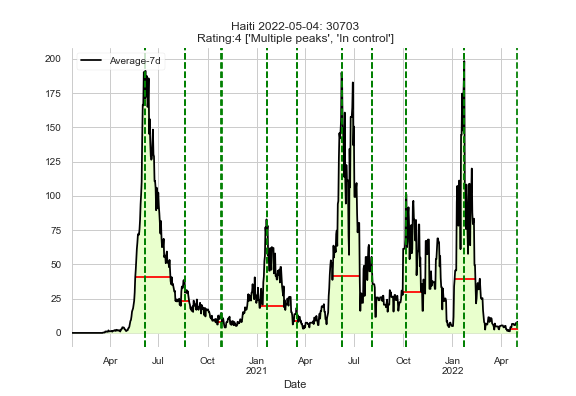 Haiti 2022-05-04: 30703
Rating:4 ['Multiple peaks', 'In control']
Average-7d
200
175
150
125
100
75
50
25
0
Apr Jul Oct Jan Apr Jul Oct Jan Apr
2021 2022
Date